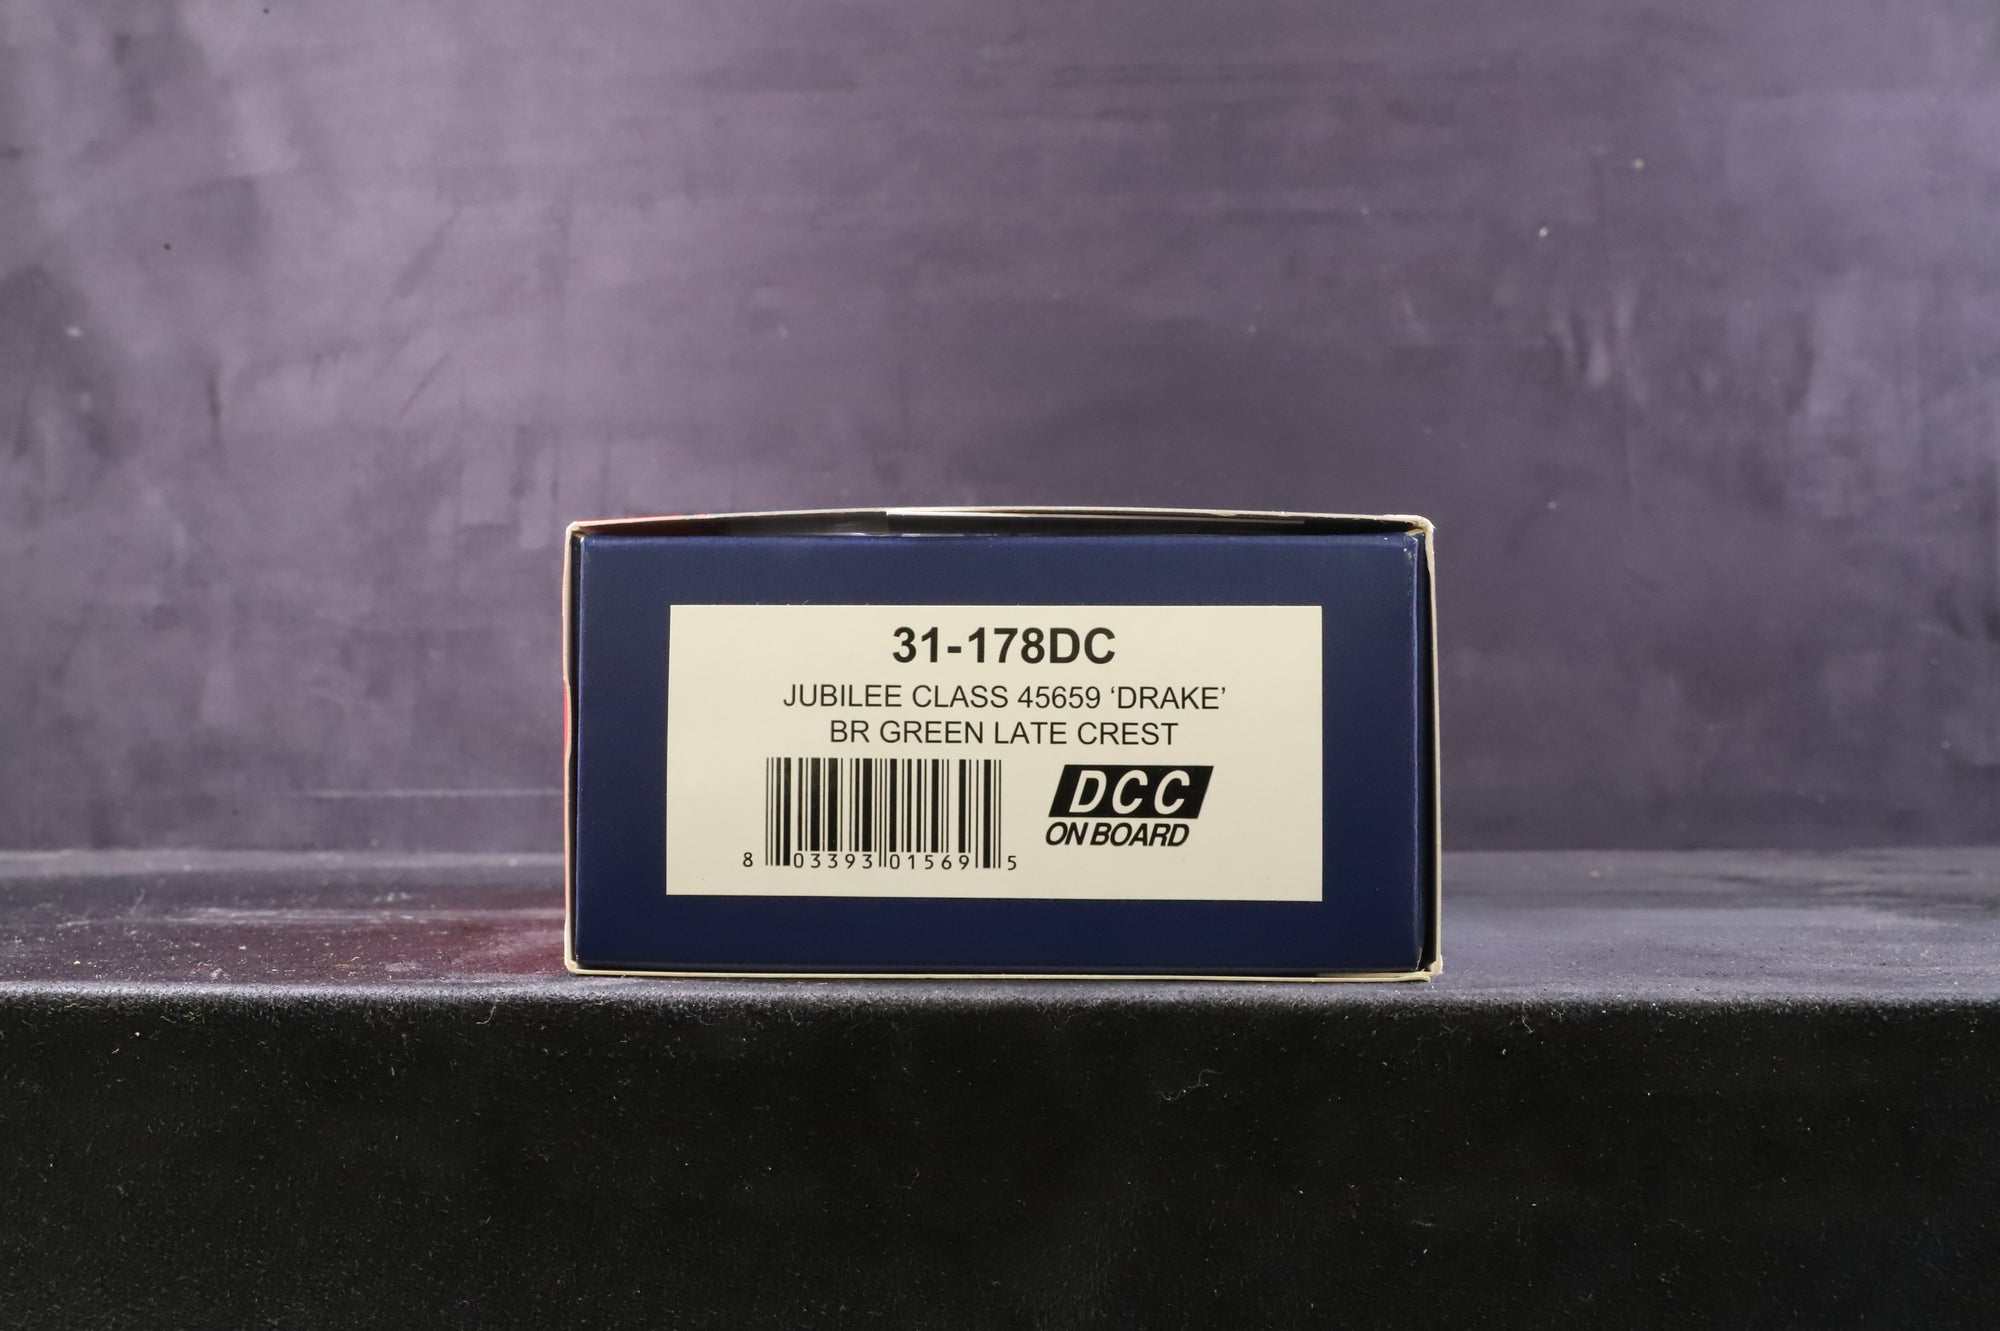 31-178DC
JUBILEE CLASS 45659 ‘DRAKE’
BR GREEN LATE CREST
DCC
ON BOARD
8 033930 15695